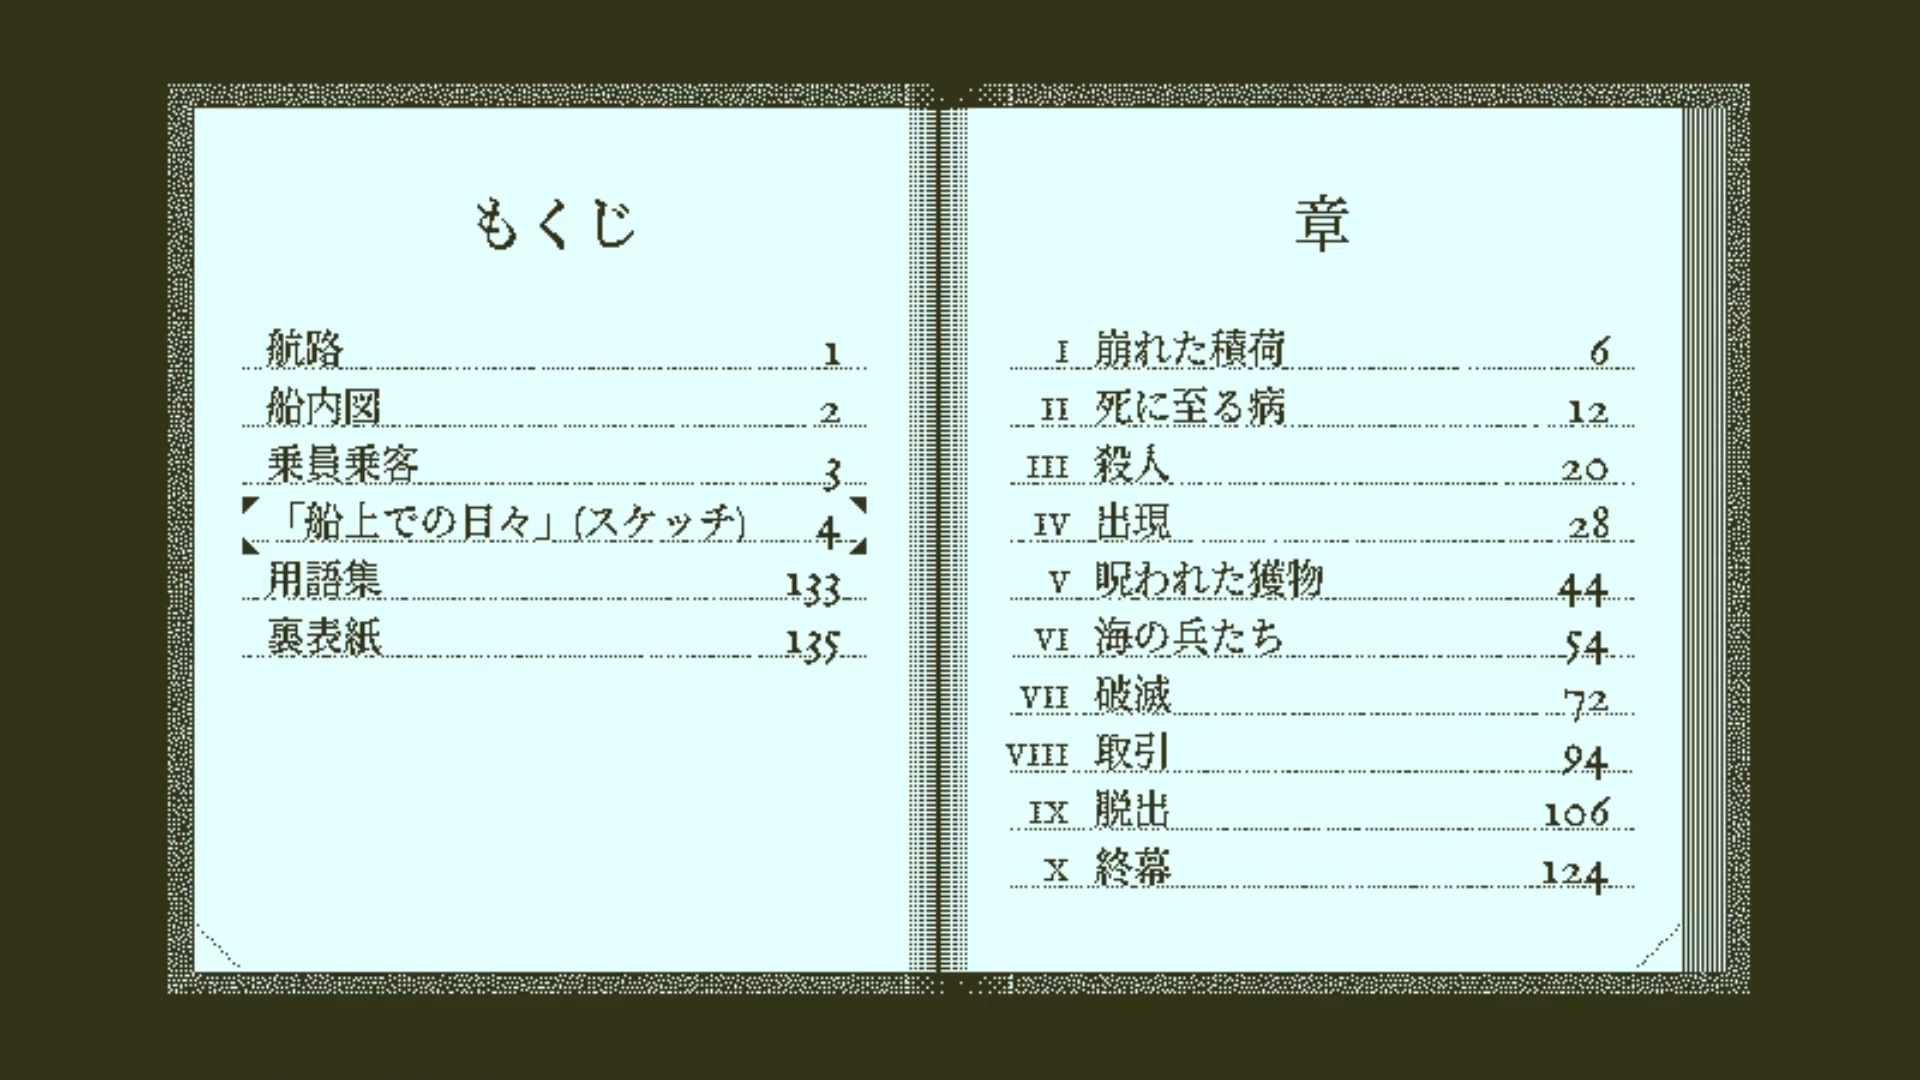 もくじ
航路 1
船内図 2
乗員乗客 3
「船上での日々」(スケッチ) 4
用語集 133
裏表紙 135
章
I 崩れた積荷 6
II 死に至る病 12
III 殺人 20
IV 出現 28
V 呪われた獲物 44
VI 海の兵たち 54
VII 破滅 72
VIII 取引 94
IX 脱出 106
X 終幕 124